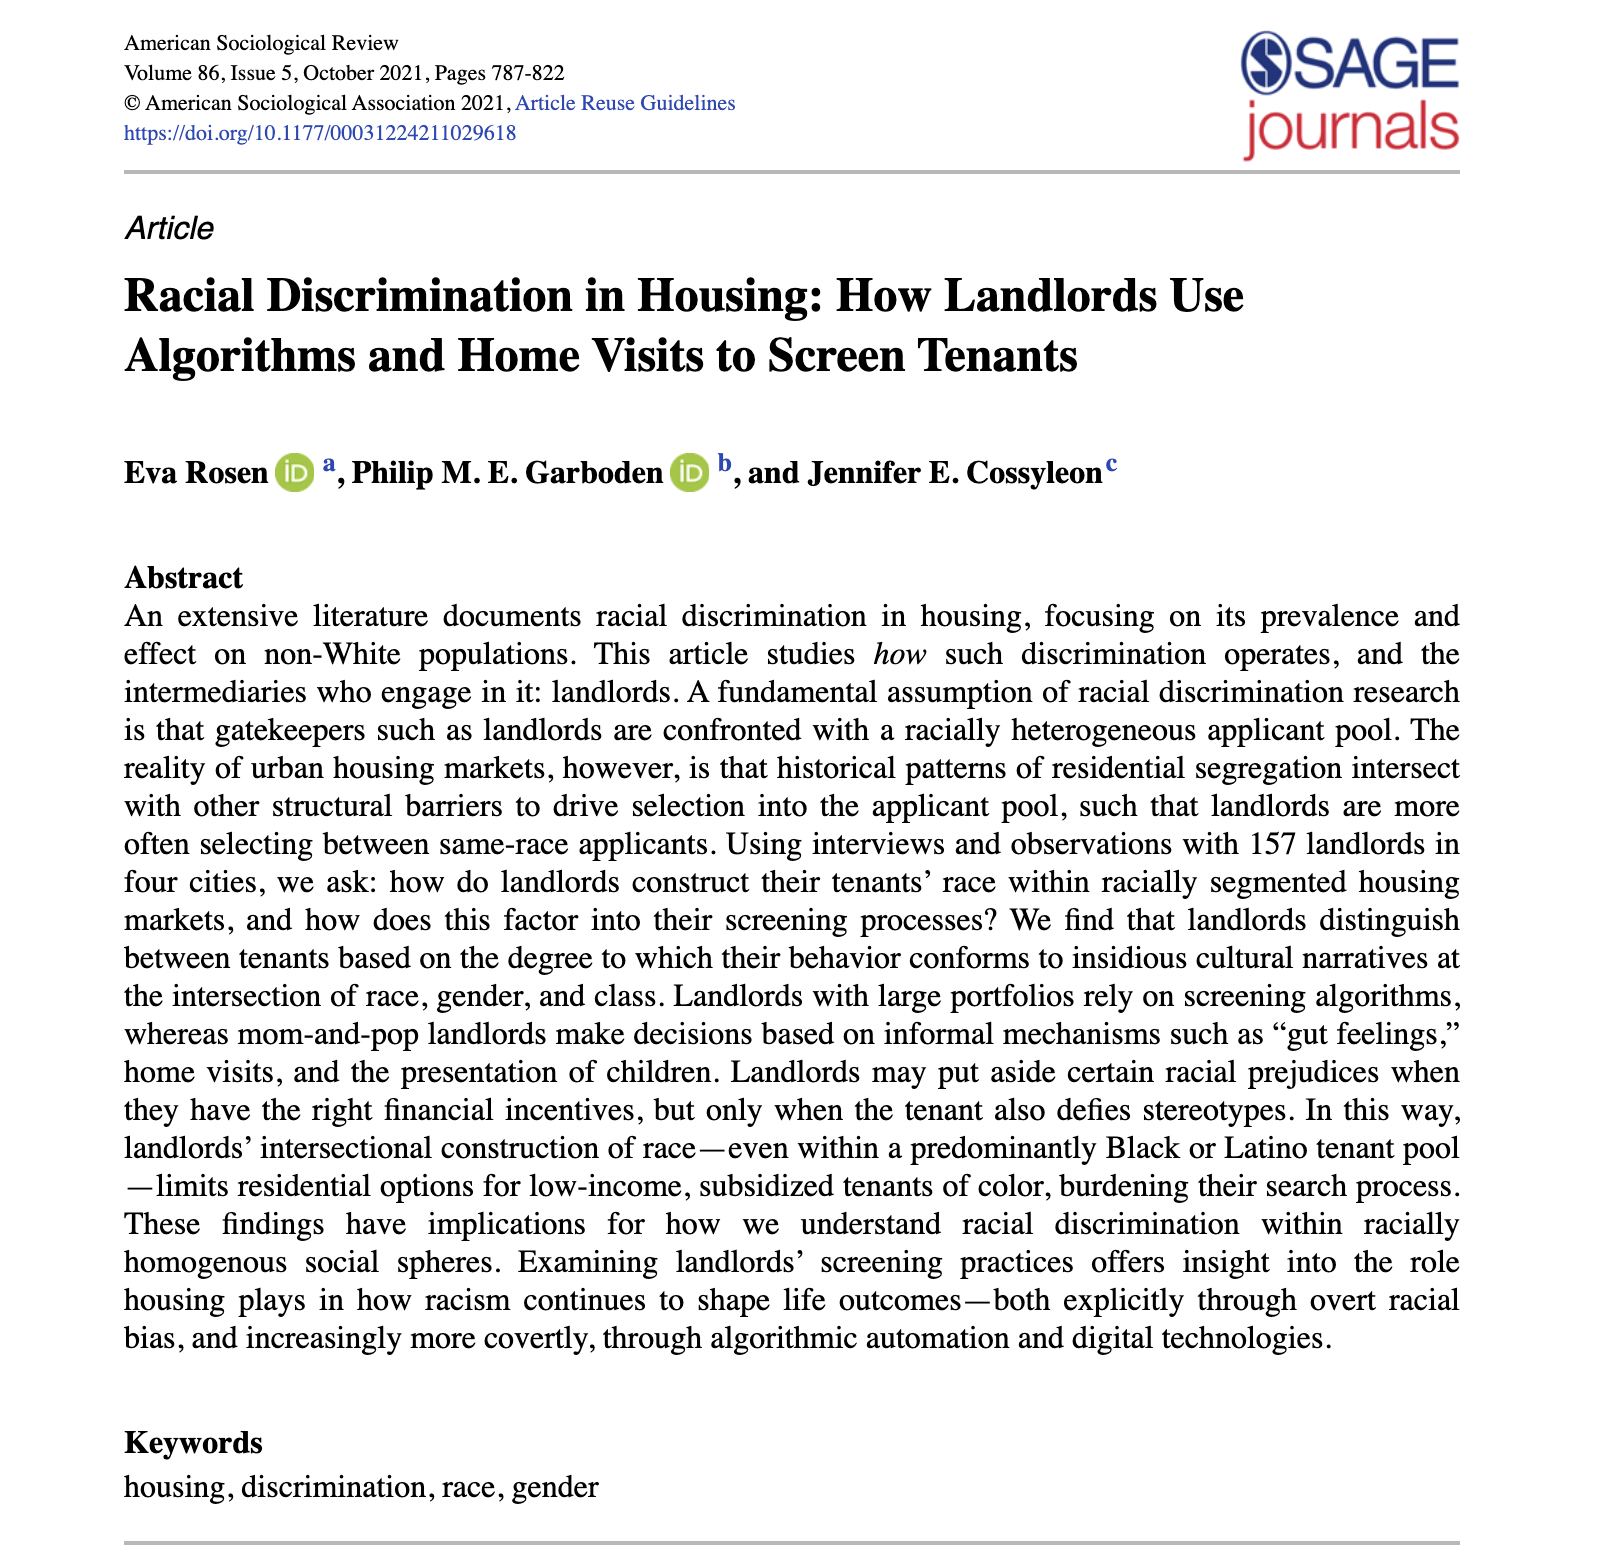 American Sociological Review
Volume 86, Issue 5, October 2021, Pages 787-822
© American Sociological Association 2021, Article Reuse Guidelines
https://doi.org/10.1177/00031224211029618
SSAGE
journals
Article
Racial Discrimination in Housing: How Landlords Use
Algorithms and Home Visits to Screen Tenants
Eva Rosen iD a, Philip M. E. Garboden iD b, and Jennifer E. Cossyleon c
Abstract
An extensive literature documents racial discrimination in housing, focusing on its prevalence and
effect on non-White populations. This article studies how such discrimination operates, and the
intermediaries who engage in it: landlords. A fundamental assumption of racial discrimination research
is that gatekeepers such as landlords are confronted with a racially heterogeneous applicant pool. The
reality of urban housing markets, however, is that historical patterns of residential segregation intersect
with other structural barriers to drive selection into the applicant pool, such that landlords are more
often selecting between same-race applicants. Using interviews and observations with 157 landlords in
four cities, we ask: how do landlords construct their tenants’ race within racially segmented housing
markets, and how does this factor into their screening processes? We find that landlords distinguish
between tenants based on the degree to which their behavior conforms to insidious cultural narratives at
the intersection of race, gender, and class. Landlords with large portfolios rely on screening algorithms,
whereas mom-and-pop landlords make decisions based on informal mechanisms such as “gut feelings,”
home visits, and the presentation of children. Landlords may put aside certain racial prejudices when
they have the right financial incentives, but only when the tenant also defies stereotypes. In this way,
landlords’ intersectional construction of race—even within a predominantly Black or Latino tenant pool
—limits residential options for low-income, subsidized tenants of color, burdening their search process.
These findings have implications for how we understand racial discrimination within racially
homogenous social spheres. Examining landlords’ screening practices offers insight into the role
housing plays in how racism continues to shape life outcomes—both explicitly through overt racial
bias, and increasingly more covertly, through algorithmic automation and digital technologies.
Keywords
housing, discrimination, race, gender